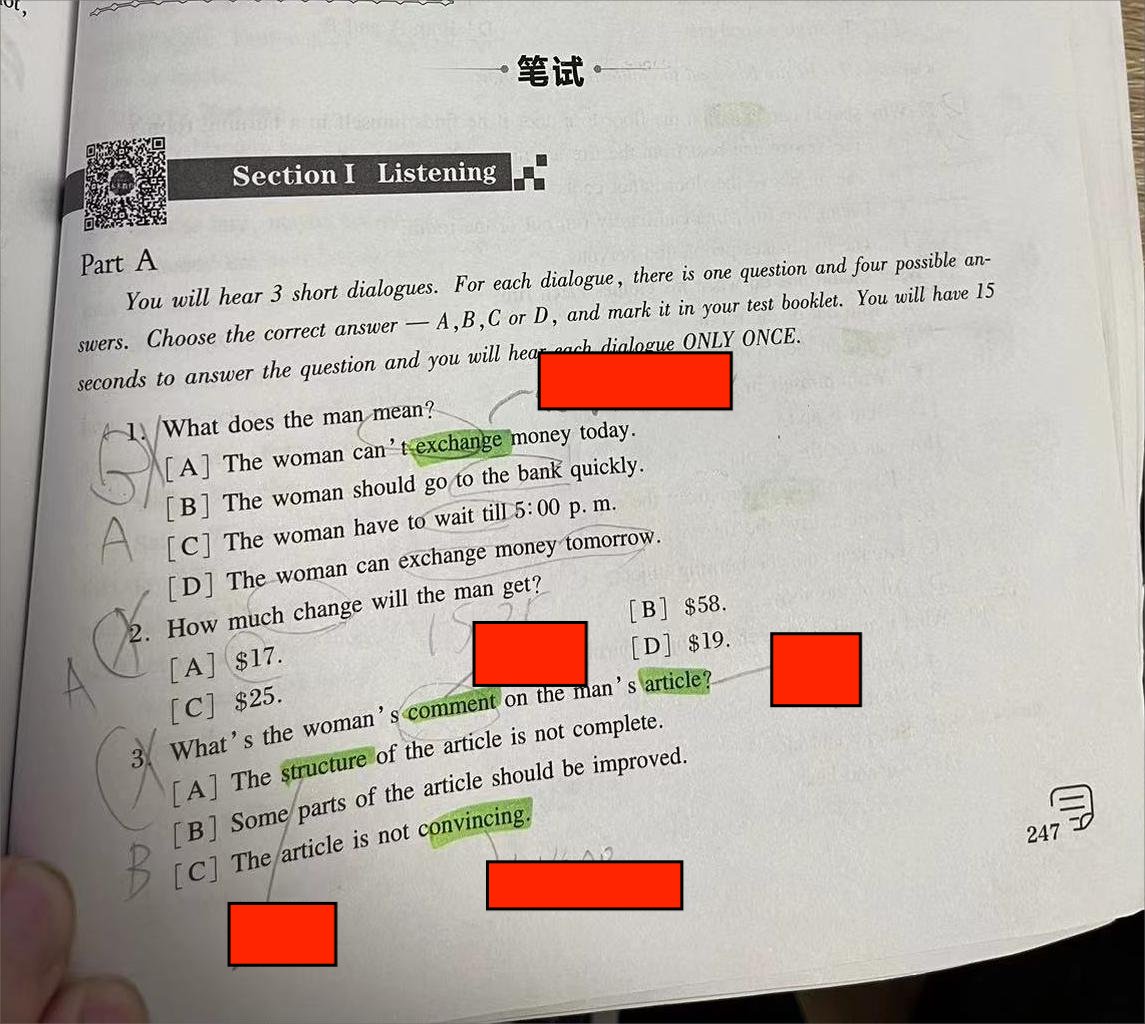 笔试
Section I Listening
Part A
You will hear 3 short dialogues. For each dialogue, there is one question and four possible an-
swers. Choose the correct answer — A,B,C or D, and mark it in your test booklet. You will have 15
seconds to answer the question and you will hear each dialogue ONLY ONCE.
1. What does the man mean?
[A] The woman can't exchange money today.
[B] The woman should go to the bank quickly.
[C] The woman have to wait till 5:00 p. m.
A
[D] The woman can exchange money tomorrow.
2. How much change will the man get?
[A] $17.
[B] $58.
A
[C] $25.
[D] $19.
3. What's the woman's comment on the man's article?
[A] The structure of the article is not complete.
[B] Some parts of the article should be improved.
B
[C] The article is not convincing.
247